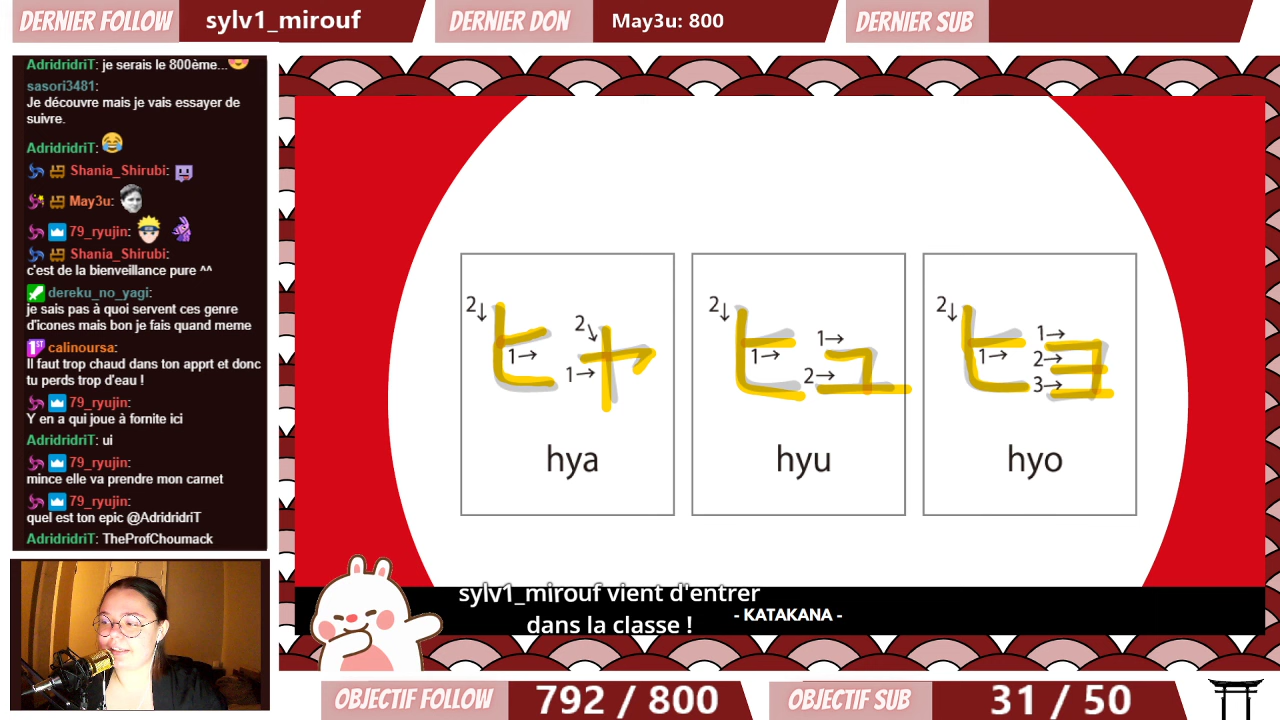 DERNIER FOLLOW sylv1_mirouf
DERNIER DON May3u: 800
DERNIER SUB
AdridridriT: je serais le 800ème...
sasori3481:
Je découvre mais je vais essayer de
suivre.
AdridridriT:
Shania_Shirubi:
May3u:
79_ryujin:
Shania_Shirubi:
c'est de la bienveillance pure ^^
dereku_no_yagi:
je sais pas à quoi servent ces genre
d'icones mais bon je fais quand meme
1ST calinoursa:
Il faut trop chaud dans ton apprt et donc
tu perds trop d'eau !
79_ryujin:
Y en a qui joue à fornite ici
AdridridriT: ui
79_ryujin:
mince elle va prendre mon carnet
79_ryujin:
quel est ton epic @AdridridriT
AdridridriT: TheProfChoumack
2↓ 1→ ヒ 2↘ 1→ ヤ
hya
2↓ 1→ ヒ 1→ 2→ ュ
hyu
2↓ 1→ ヒ 1→ 2→ 3→ ョ
hyo
sylv1_mirouf vient d'entrer
dans la classe !
- KATAKANA -
OBJECTIF FOLLOW 792 / 800
OBJECTIF SUB 31 / 50